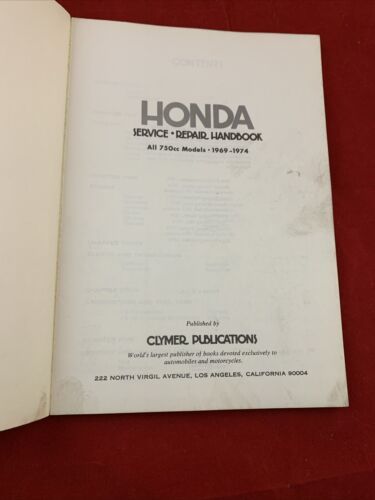 HONDA
SERVICE • REPAIR HANDBOOK
All 750cc Models • 1969-1974
Published by
CLYMER PUBLICATIONS
World's largest publisher of books devoted exclusively to
automobiles and motorcycles.
222 NORTH VIRGIL AVENUE, LOS ANGELES, CALIFORNIA 90004